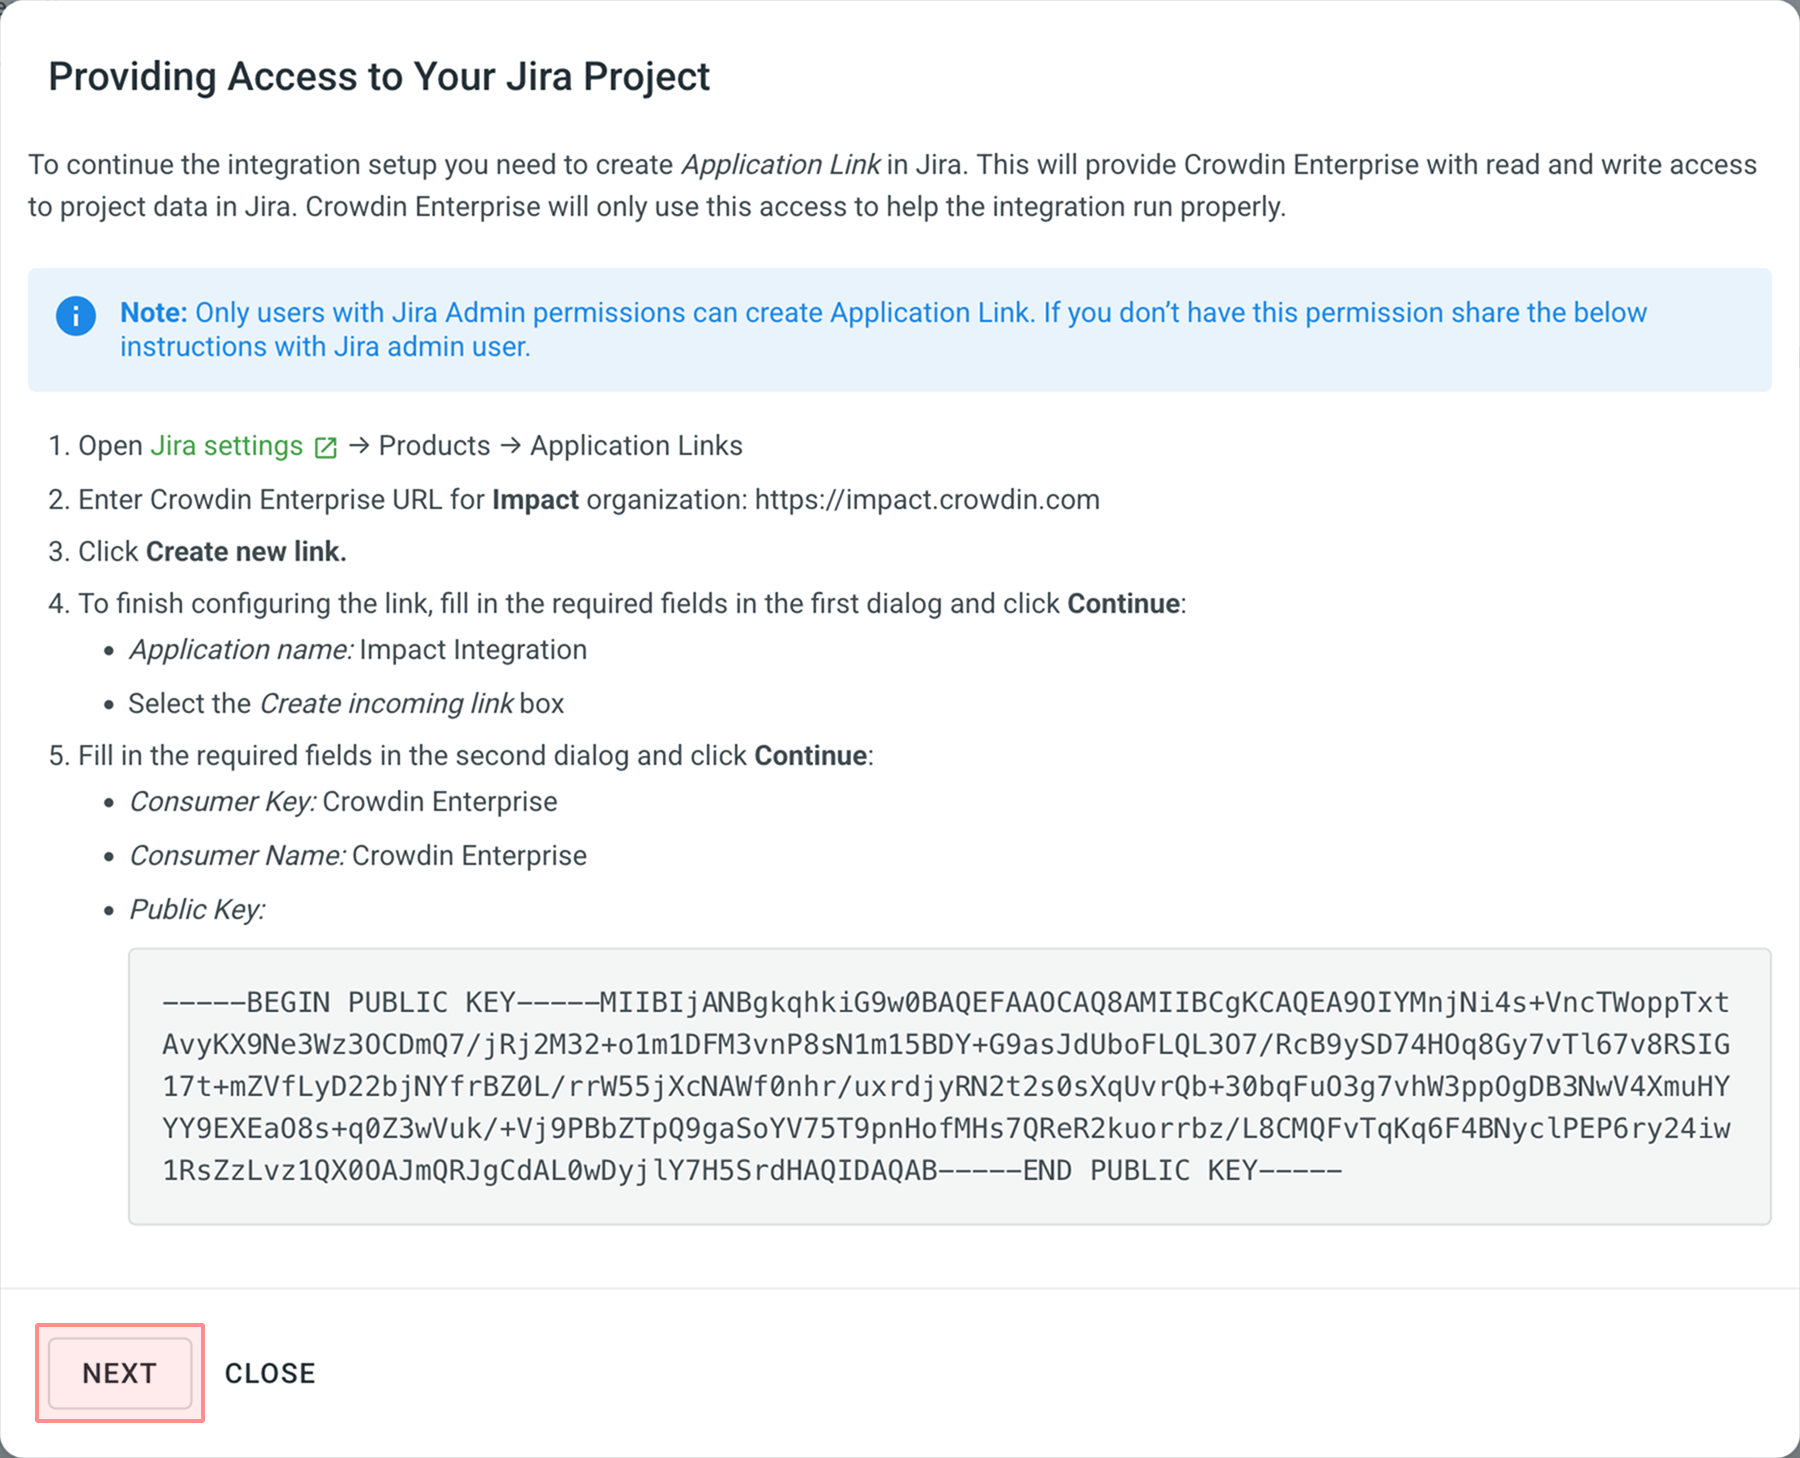 Providing Access to Your Jira Project
To continue the integration setup you need to create Application Link in Jira. This will provide Crowdin Enterprise with read and write access
to project data in Jira. Crowdin Enterprise will only use this access to help the integration run properly.
Note: Only users with Jira Admin permissions can create Application Link. If you don’t have this permission share the below
instructions with Jira admin user.
1. Open Jira settings → Products → Application Links
2. Enter Crowdin Enterprise URL for Impact organization: https://impact.crowdin.com
3. Click Create new link.
4. To finish configuring the link, fill in the required fields in the first dialog and click Continue:
• Application name: Impact Integration
• Select the Create incoming link box
5. Fill in the required fields in the second dialog and click Continue:
• Consumer Key: Crowdin Enterprise
• Consumer Name: Crowdin Enterprise
• Public Key:
-----BEGIN PUBLIC KEY-----MIIBIjANBgkqhkiG9w0BAQEFAAOCAQ8AMIIBCgKCAQEA9OIYMnjNi4s+VncTWoppTxt
AvyKX9Ne3Wz3OCDmQ7/jRj2M32+o1m1DFM3vnP8sN1m15BDY+G9asJdUboFLQL3O7/RcB9ySD74HOq8Gy7vTl67v8RSIG
17t+mZVfLyD22bjNYfrBZ0L/rrW55jXcNAWf0nhr/uxrdjyRN2t2s0sXqUvrQb+30bqFuO3g7vhW3ppOgDB3NwV4XmuHY
YY9EXEaO8s+q0Z3wVuk/+Vj9PBbZTpQ9gaSoYV75T9pnHofMHs7QReR2kuorrbz/L8CMQFvTqKq6F4BNyclPEP6ry24iw
1RsZzLvz1QX0OAJmQRJgCdAL0wDyjlY7H5SrdHAQIDAQAB-----END PUBLIC KEY-----
NEXT CLOSE